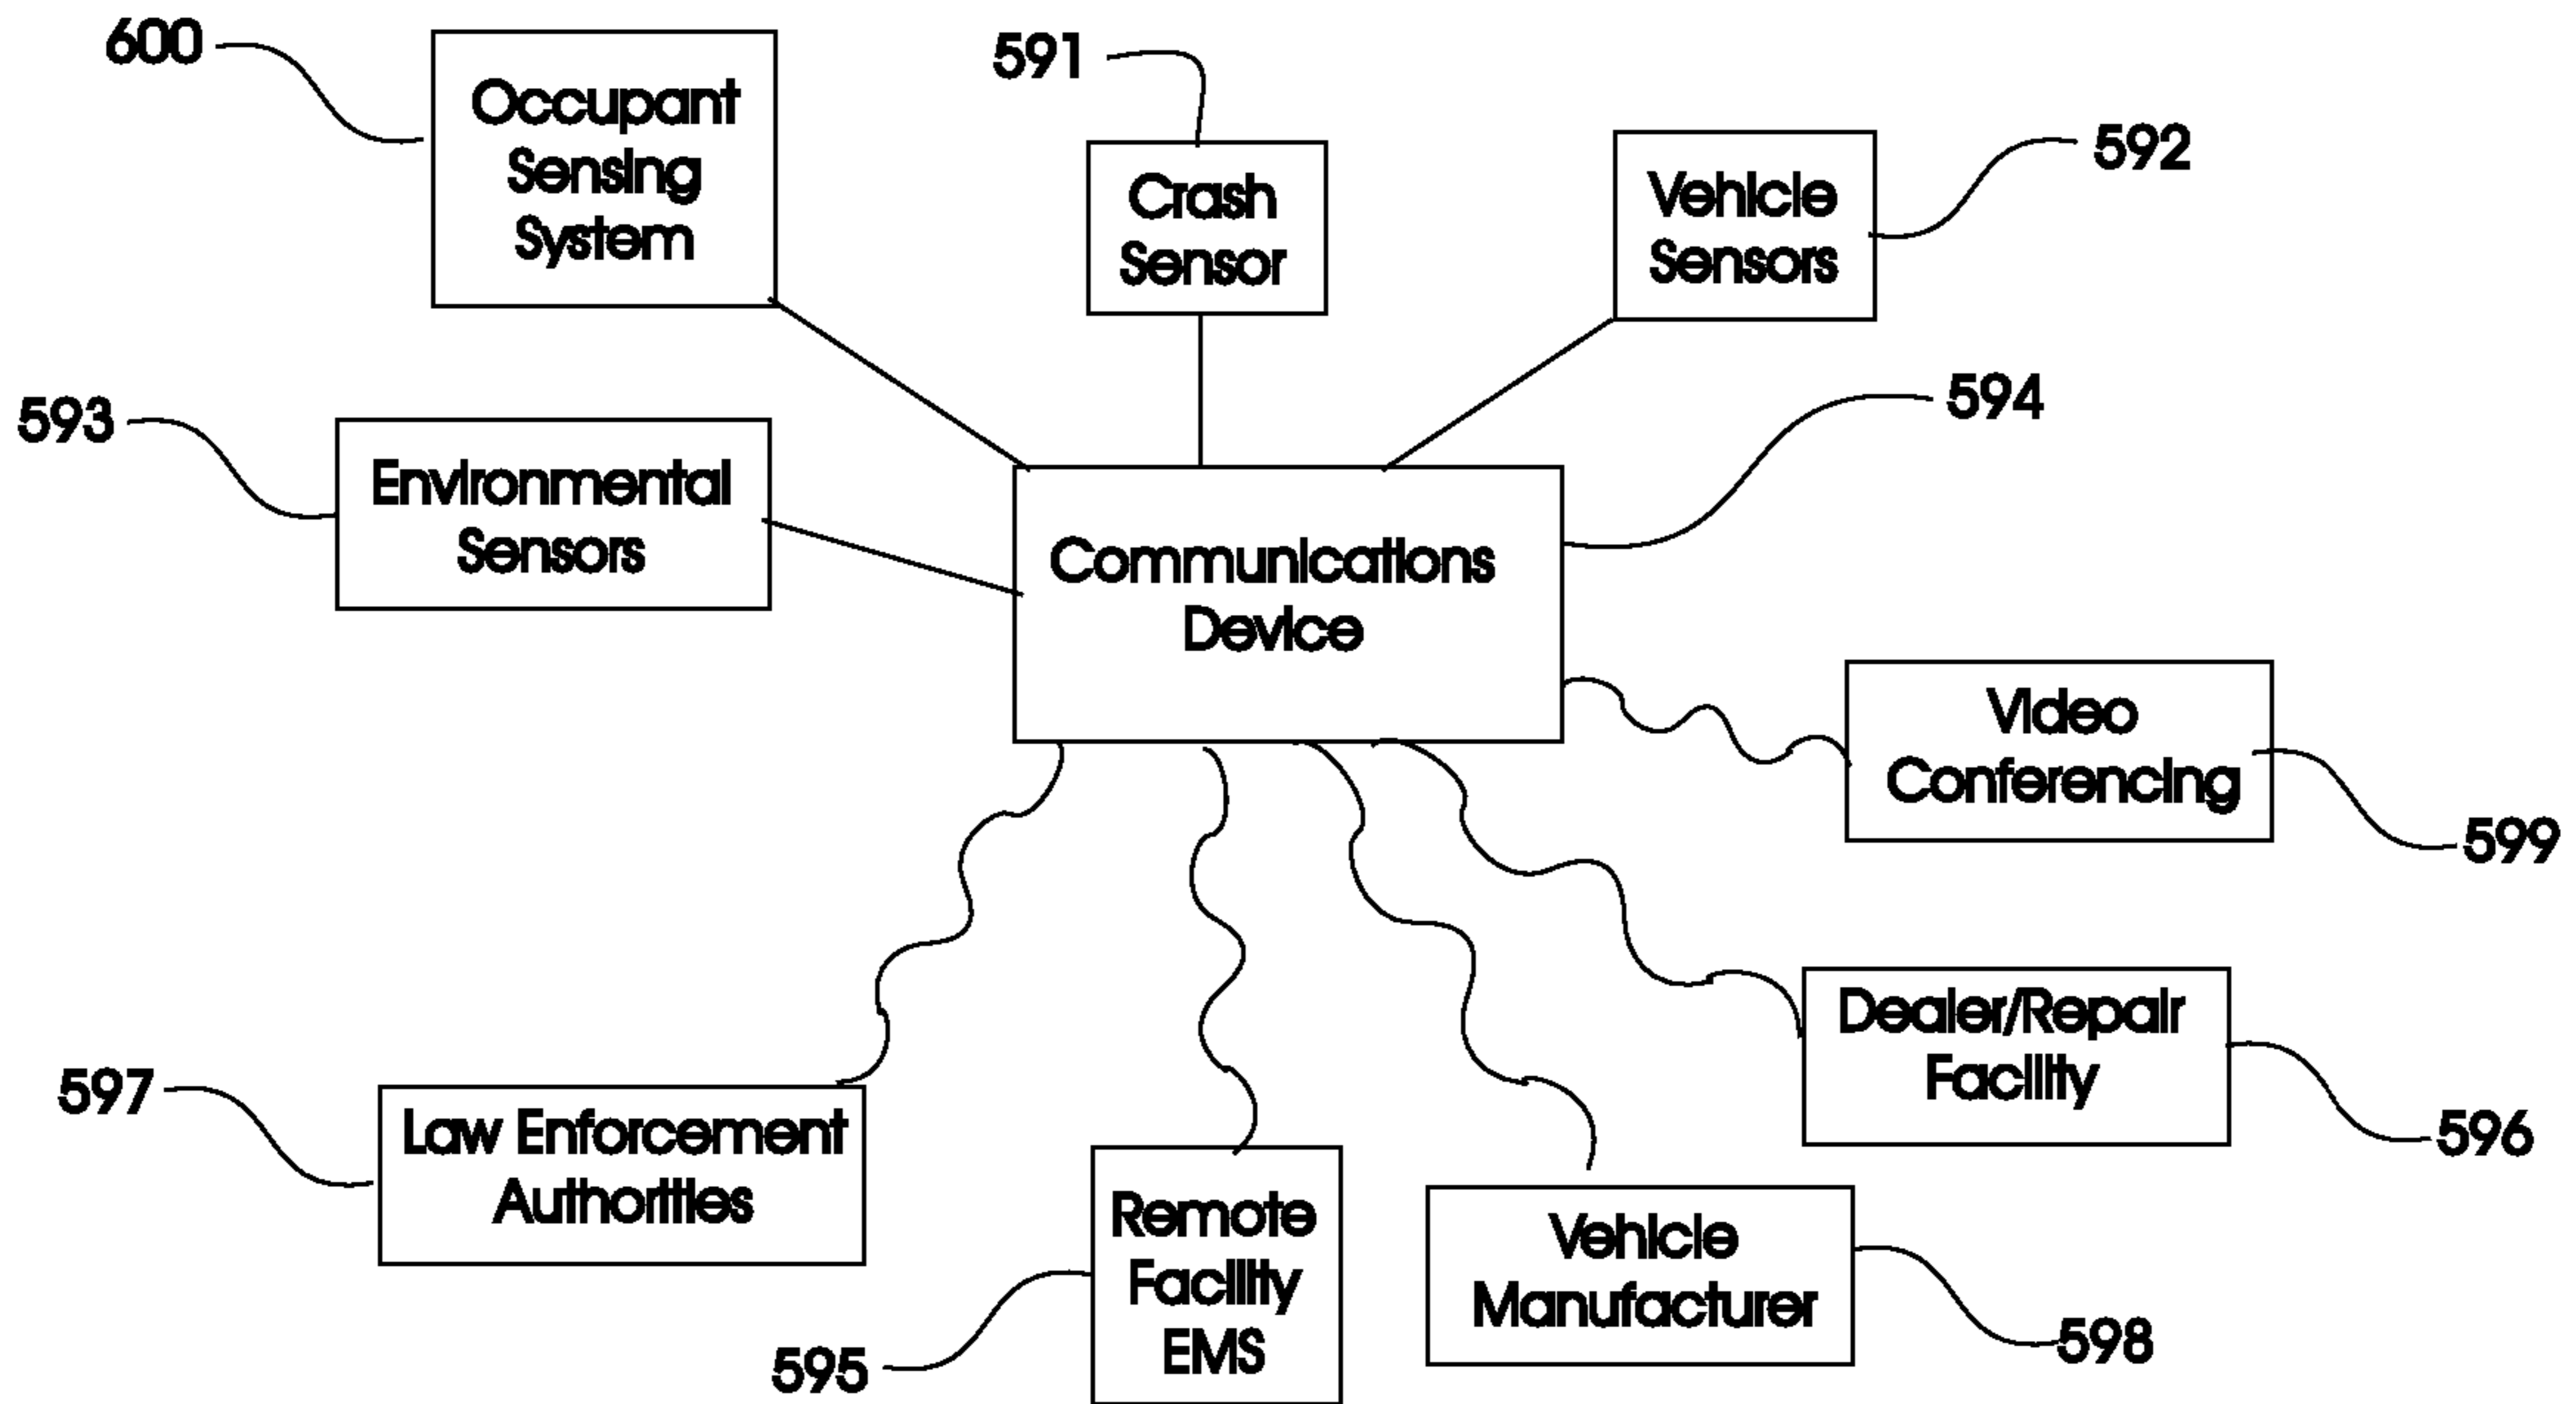 600
Occupant
Sensing
System
591
Crash
Sensor
592
Vehicle
Sensors
593
Environmental
Sensors
594
Communications
Device
Video
Conferencing
599
Dealer/Repair
Facility
596
597
Law Enforcement
Authorities
Remote
Facility
EMS
595
Vehicle
Manufacturer
598